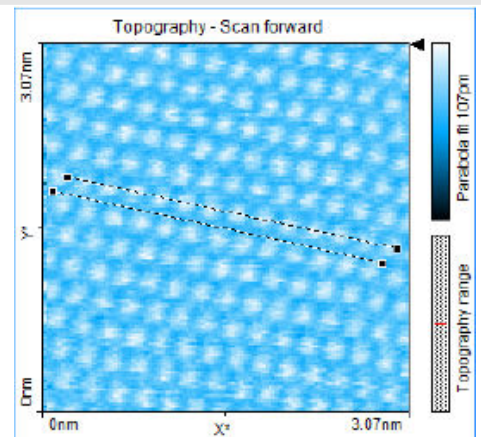 Topography - Scan forward
3.07nm
Y*
0nm
0nm
X*
3.07nm
Parabola fit 107pm
Topography range